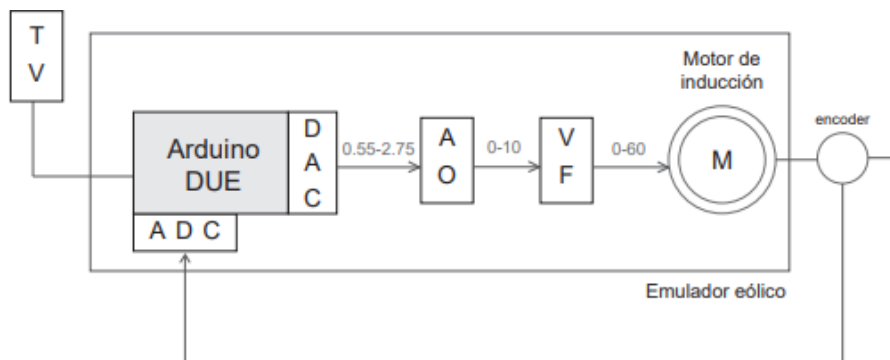 T
V
Motor de
inducción
encoder
Arduino
DUE
D
A
C
0.55-2.75
A
O
0-10
V
F
0-60
M
A D C
Emulador eólico